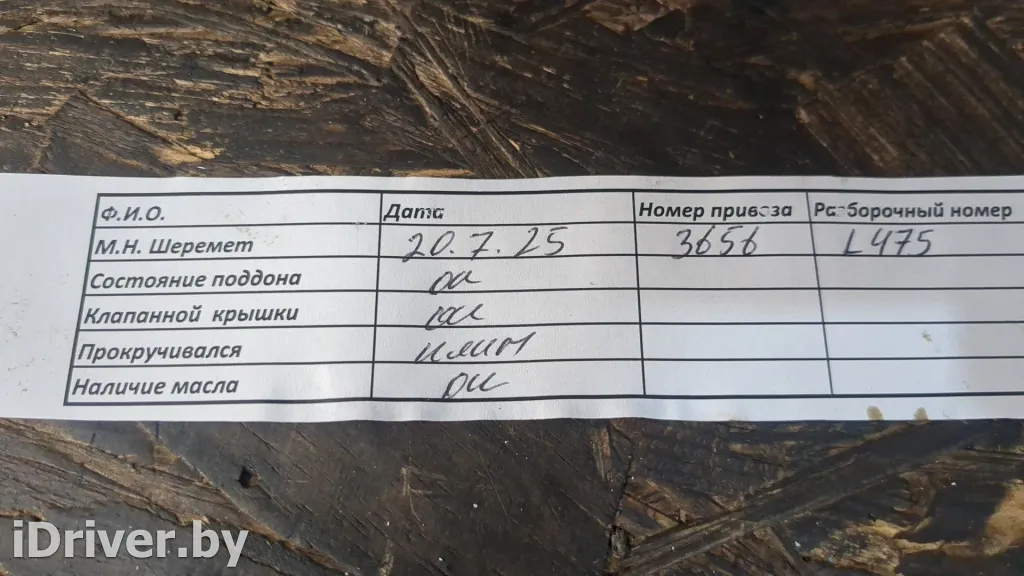 Ф.И.О. Дата Номер привоза Разборочный номер
М.Н. Шеремет 20.7.25 3656 L475
Состояние поддона ок
Клапанной крышки ок
Прокручивался
Наличие масла ок
iDriver.by